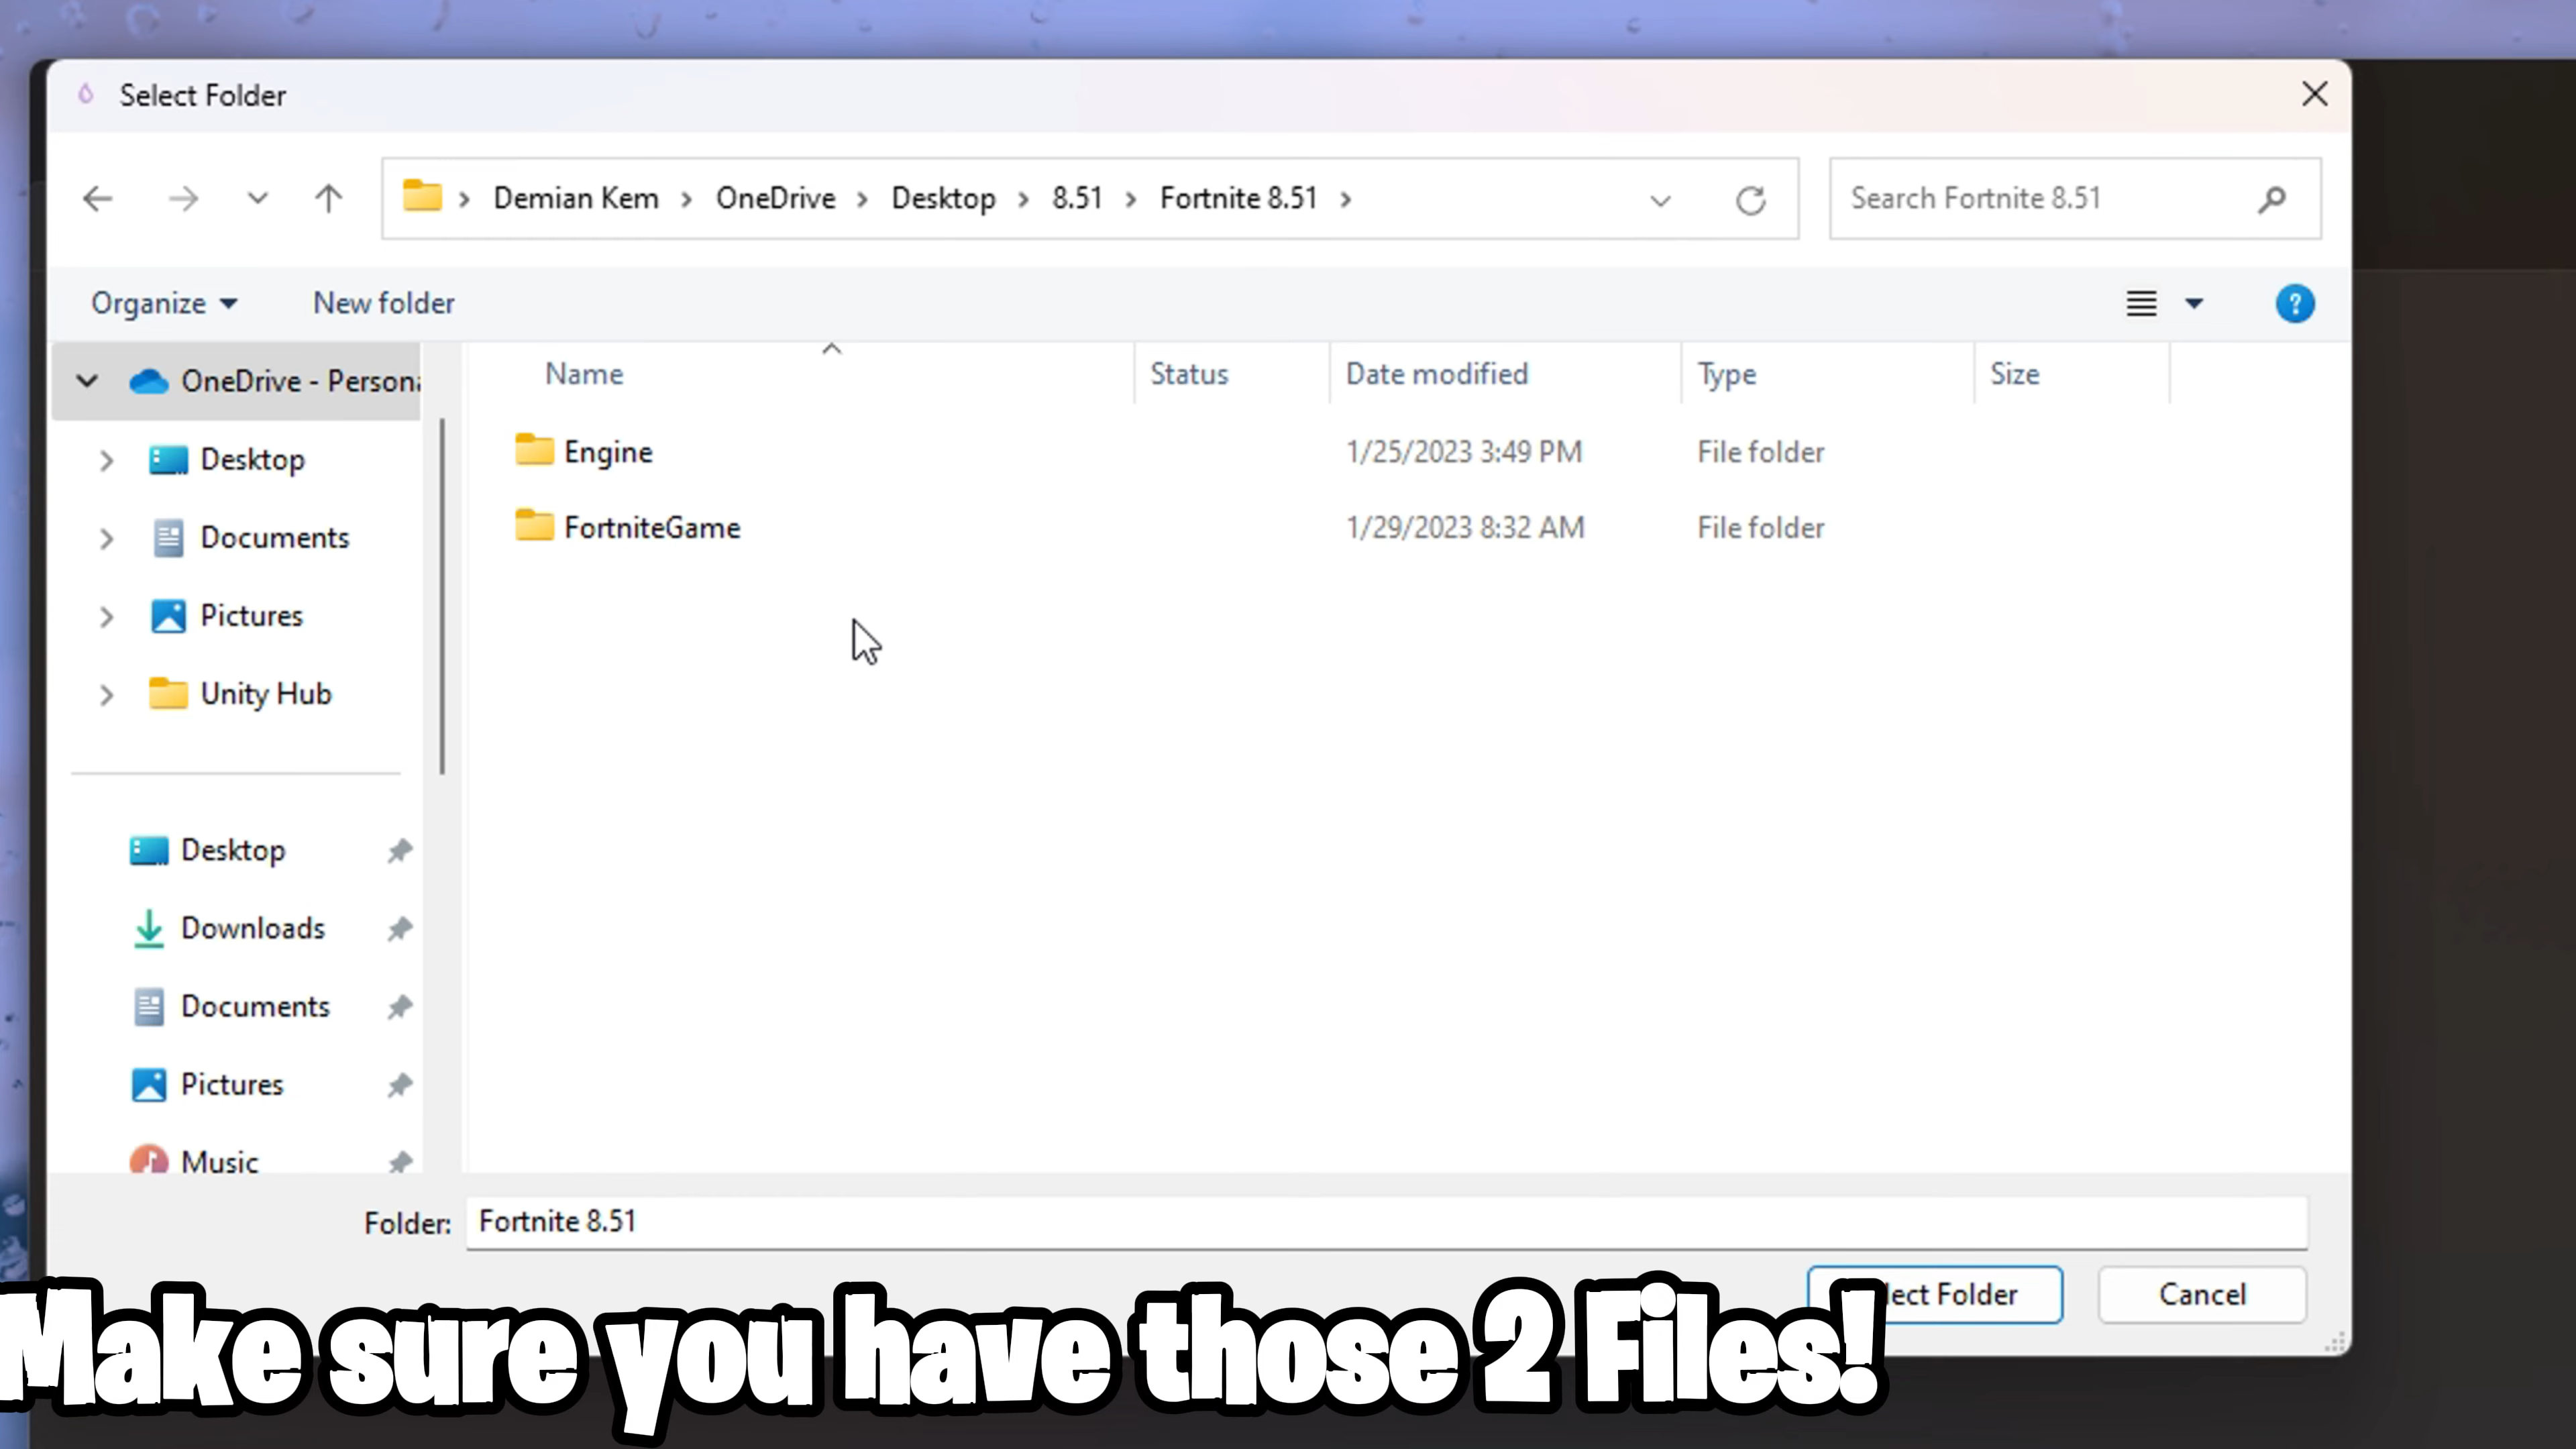 Select Folder
Demian Kem > OneDrive > Desktop > 8.51 > Fortnite 8.51 >
Search Fortnite 8.51
Organize
New folder
?
Name
Status
Date modified
Type
Size
OneDrive - Persona
Desktop
Documents
Pictures
Unity Hub
Desktop
Downloads
Documents
Pictures
Music
Engine 1/25/2023 3:49 PM File folder
FortniteGame 1/29/2023 8:32 AM File folder
Folder: Fortnite 8.51
lect Folder
Cancel
Make sure you have those 2 Files!